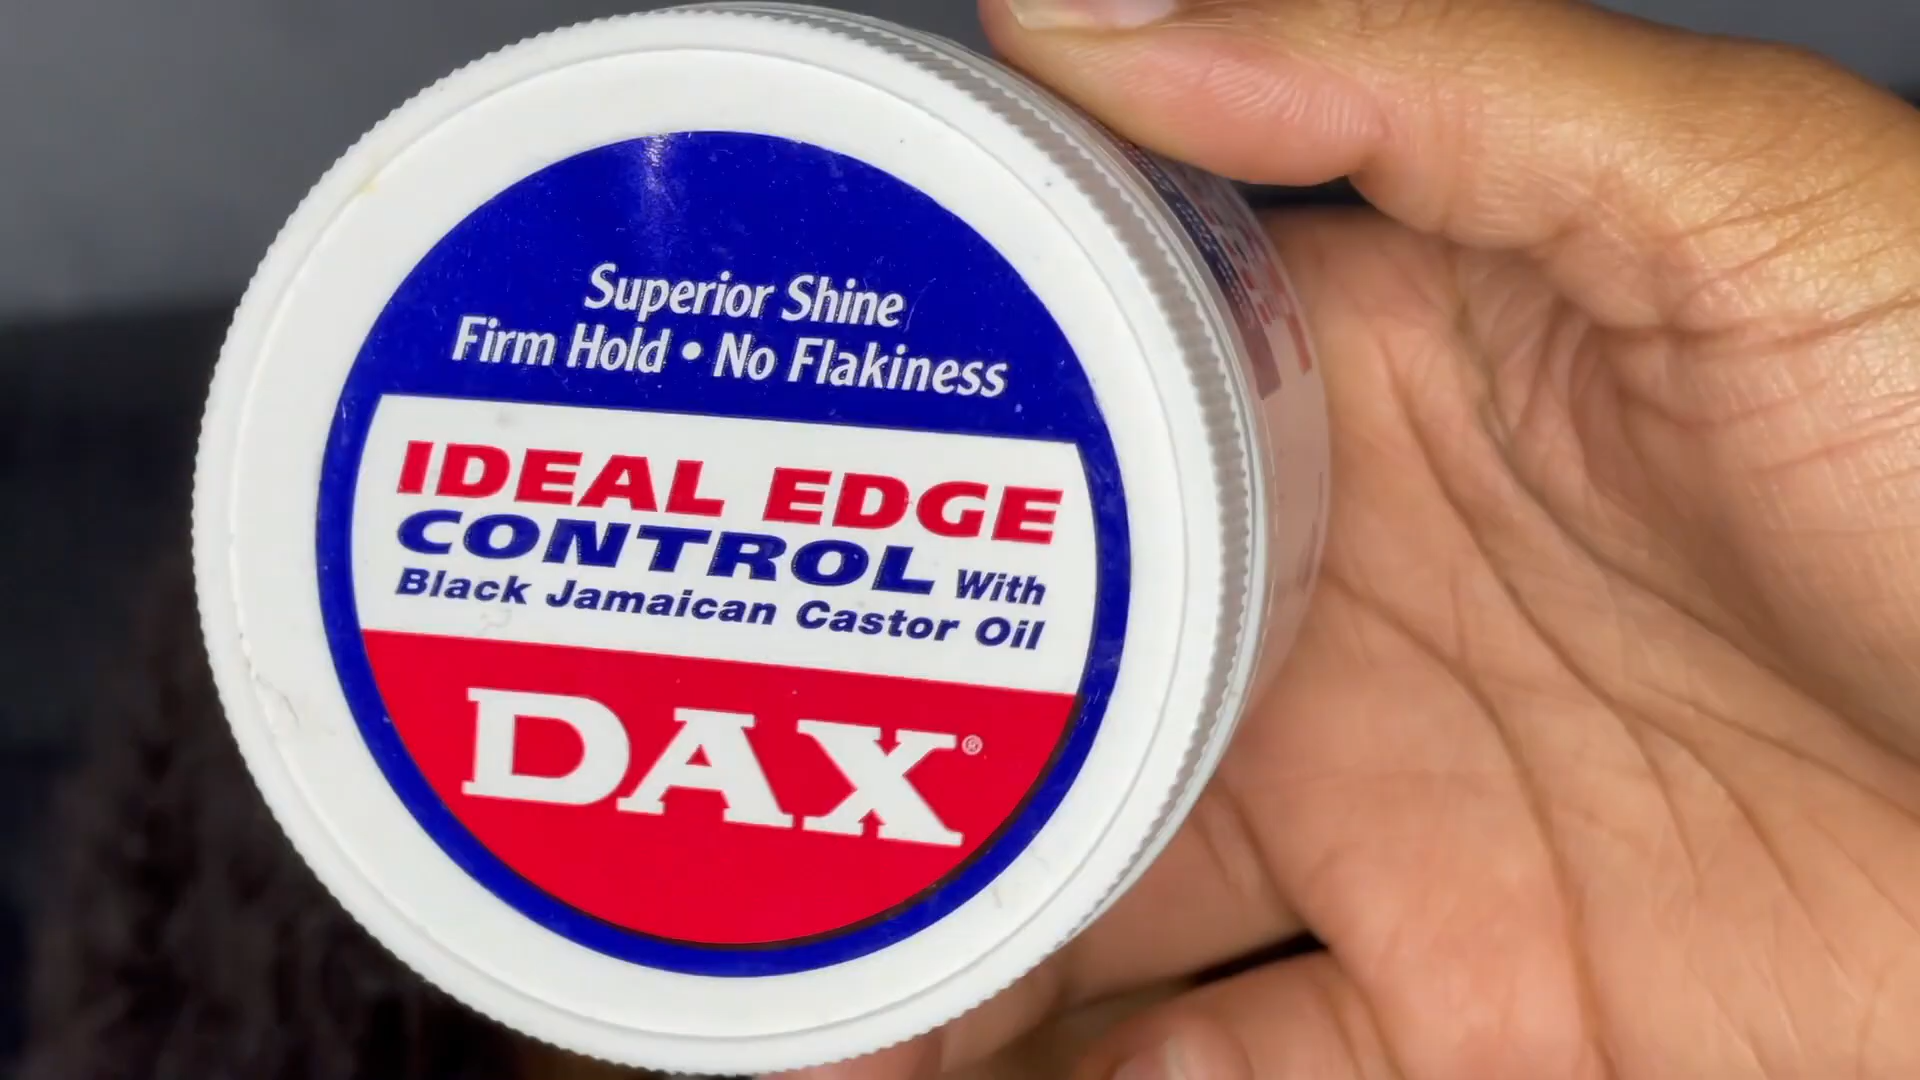 Superior Shine
Firm Hold • No Flakiness
IDEAL EDGE
CONTROL With
Black Jamaican Castor Oil
DAX®